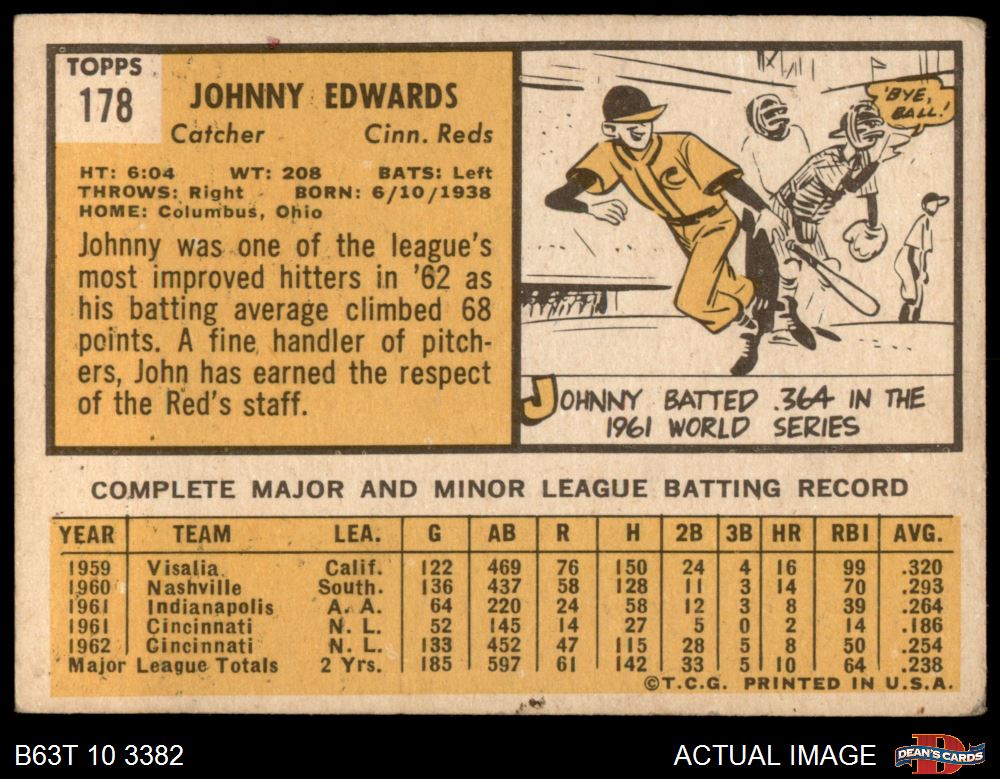 TOPPS
178
JOHNNY EDWARDS
Catcher Cinn. Reds
HT: 6:04 WT: 208 BATS: Left
THROWS: Right BORN: 6/10/1938
HOME: Columbus, Ohio
Johnny was one of the league's
most improved hitters in '62 as
his batting average climbed 68
points. A fine handler of pitch-
ers, John has earned the respect
of the Red's staff.
'BYE,
BALL!
C
JOHNNY BATTED .364 IN THE
1961 WORLD SERIES
COMPLETE MAJOR AND MINOR LEAGUE BATTING RECORD
YEAR TEAM LEA. G AB R H 2B 3B HR RBI AVG.
1959 Visalia Calif. 122 469 76 150 24 4 16 99 .320
1960 Nashville South. 136 437 58 128 11 3 14 70 .293
1961 Indianapolis A. A. 64 220 24 58 12 3 8 39 .264
1961 Cincinnati N. L. 52 145 14 27 5 0 2 14 .186
1962 Cincinnati N. L. 133 452 47 115 28 5 8 50 .254
Major League Totals 2 Yrs. 185 597 61 142 33 5 10 64 .238
©T.C.G. PRINTED IN U.S.A.
B63T 10 3382
ACTUAL IMAGE
D
DEAN'S CARDS